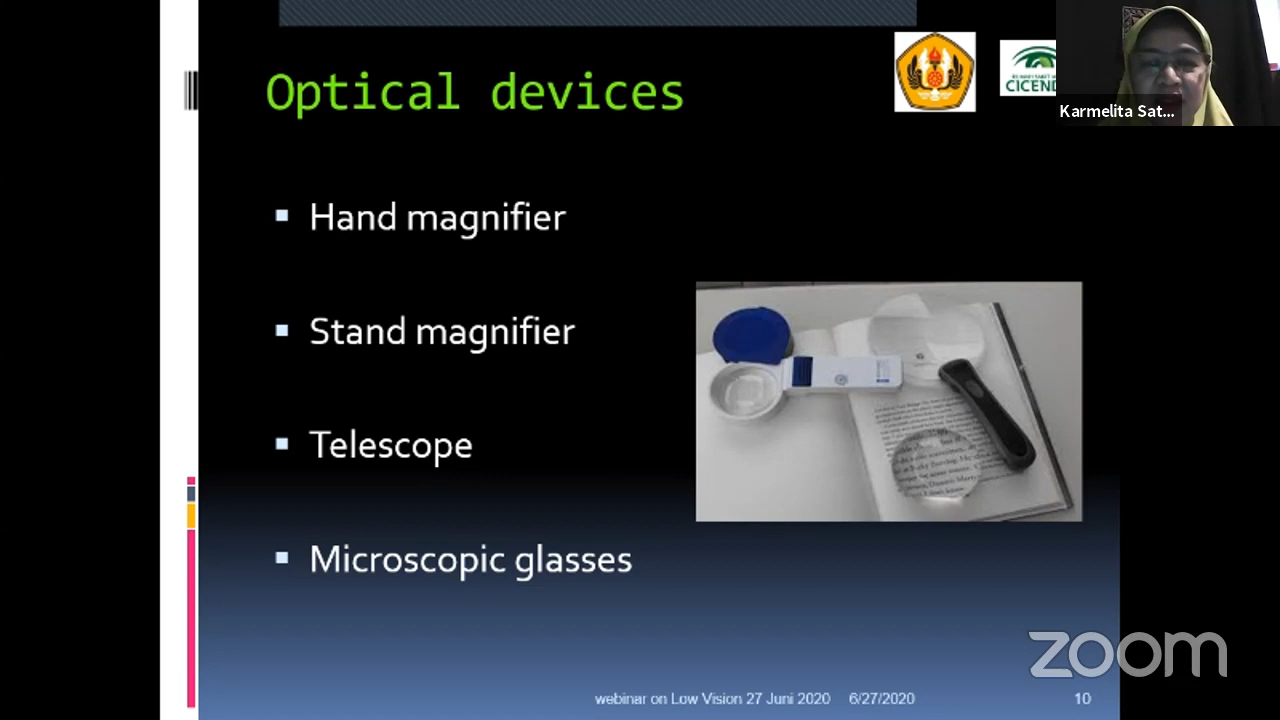 Optical devices
CICEND
Karmelita Sat...
Hand magnifier
Stand magnifier
Telescope
Microscopic glasses
zoom
webinar on Low Vision 27 Juni 2020 6/27/2020 10